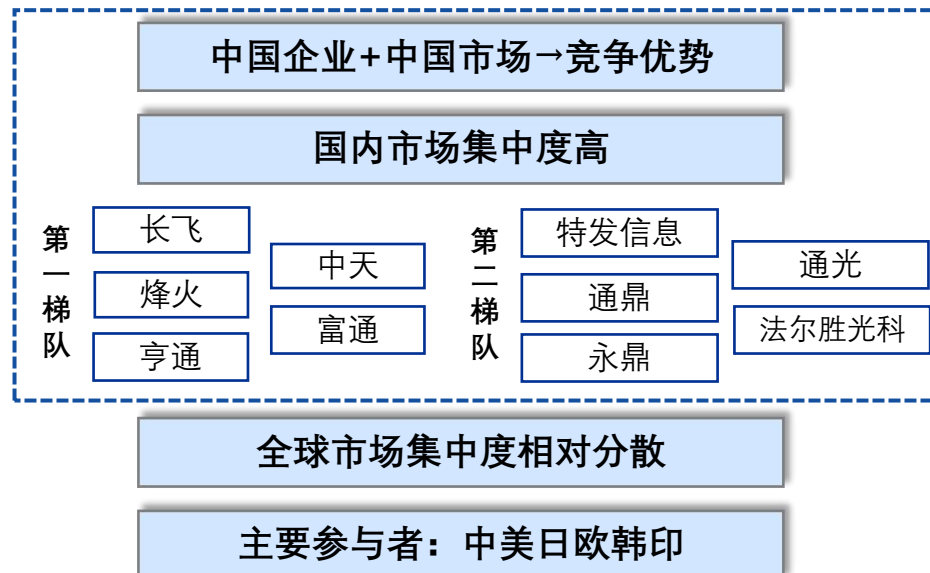 中国企业+中国市场→竞争优势
国内市场集中度高
第一梯队
长飞
烽火
亨通
中天
富通
第二梯队
特发信息
通鼎
永鼎
通光
法尔胜光科
全球市场集中度相对分散
主要参与者：中美日欧韩印